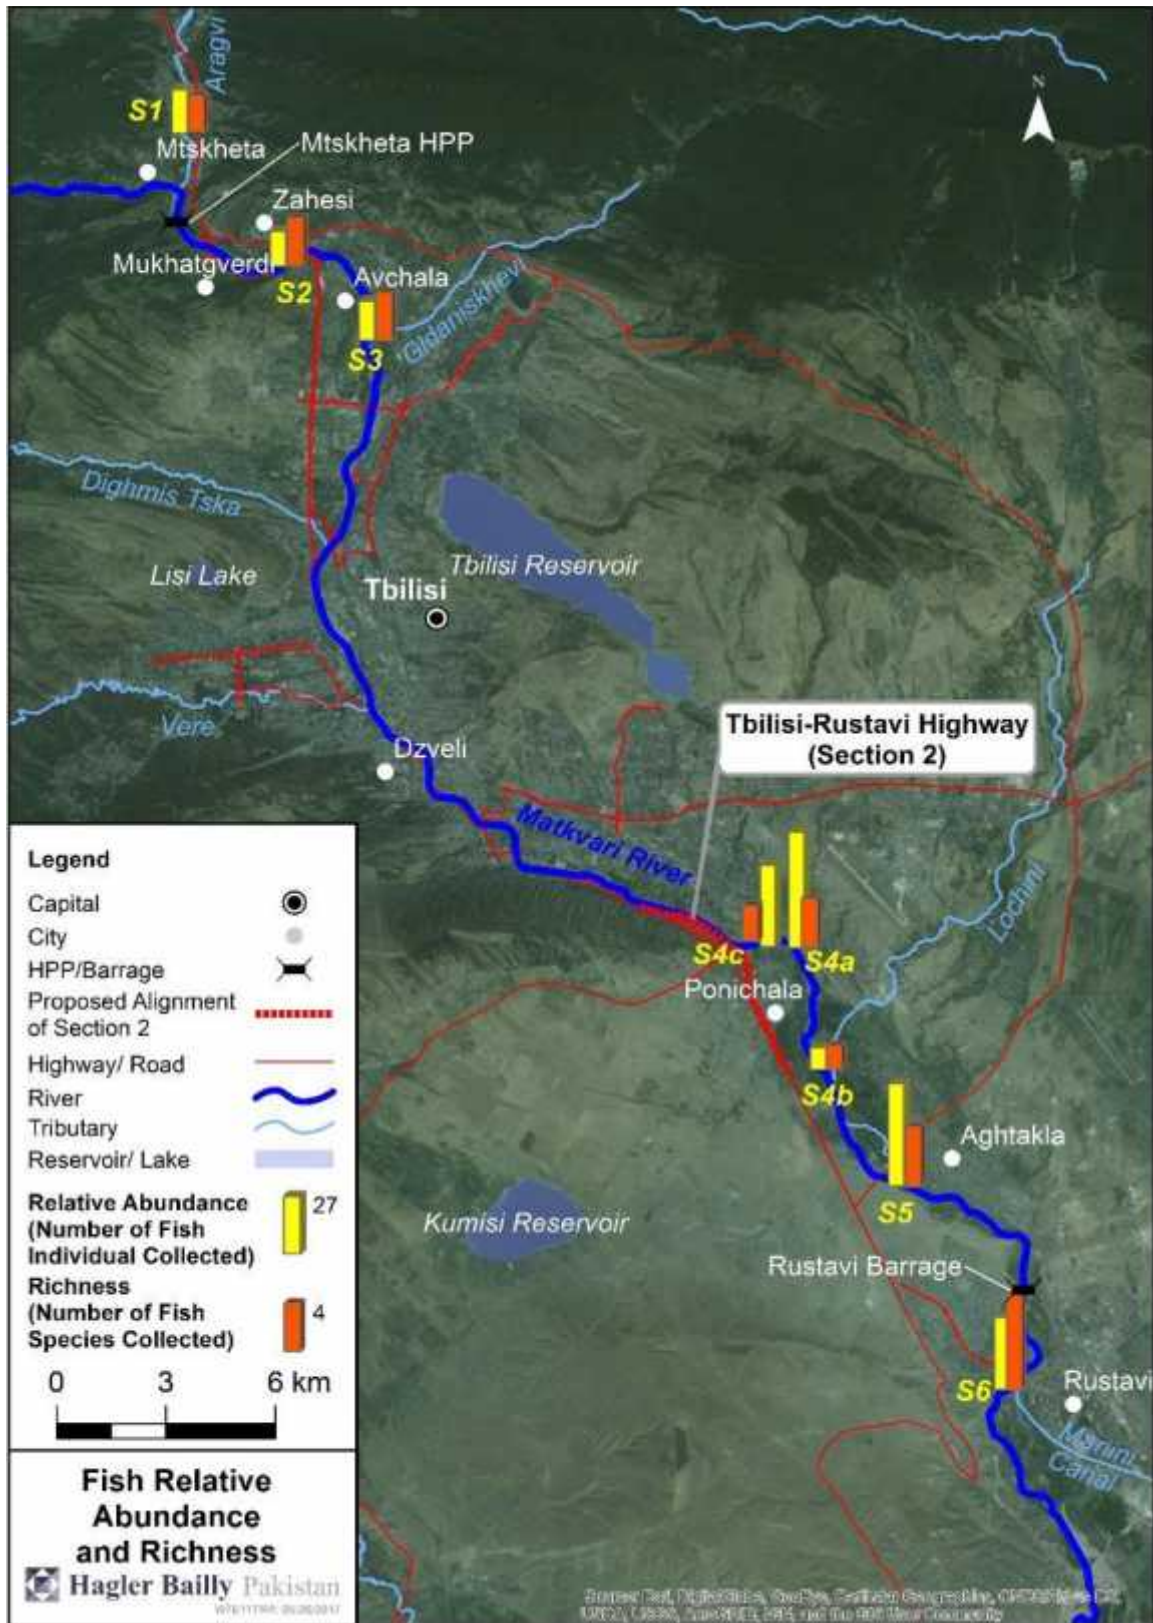 Aragvi
S1
Mtskheta
Mtskheta HPP
N
Zahesi
Mukhatgverdi
S2
Avchala
S3
Gldaniskhevi
Dighmis Tska
Lisi Lake
Tbilisi Reservoir
Tbilisi
Vere
Dzveli
Tbilisi-Rustavi Highway
(Section 2)
Matkvari River
Lochini
S4c
S4a
Ponichala
S4b
Aghtakla
S5
Kumisi Reservoir
Rustavi Barrage
S6
Rustavi
Canal
Legend
Capital
City
HPP/Barrage
Proposed Alignment
of Section 2
Highway/ Road
River
Tributary
Reservoir/ Lake
Relative Abundance
(Number of Fish
Individual Collected)
27
Richness
(Number of Fish
Species Collected)
4
0 3 6 km
Fish Relative
Abundance
and Richness
Hagler Bailly Pakistan